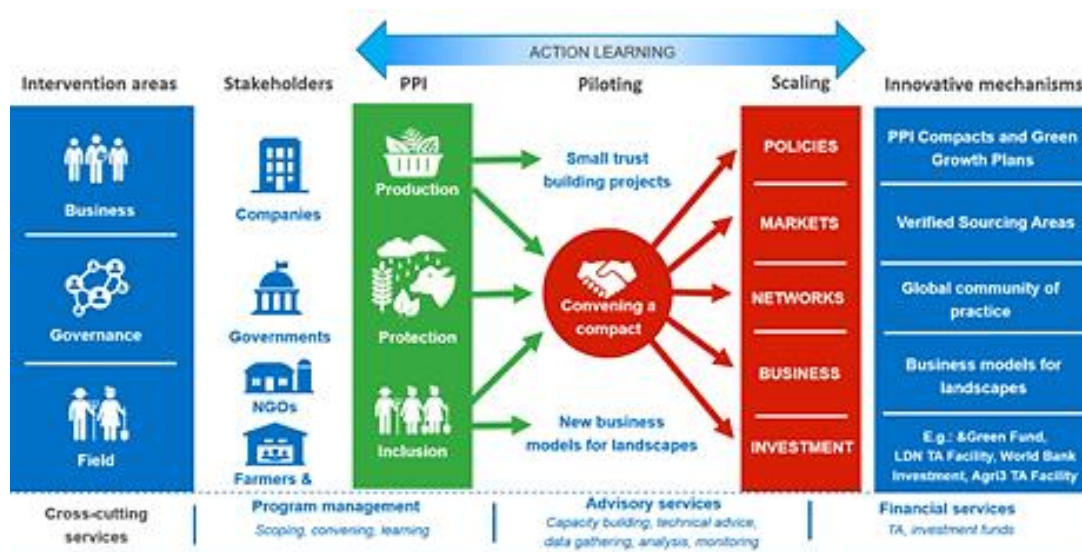 ACTION LEARNING
Intervention areas
Stakeholders
PPI
Piloting
Scaling
Innovative mechanisms
Business
Governance
Field
Companies
Governments
NGOs
Farmers &
Production
Protection
Inclusion
Small trust
building projects
Convening a
compact
New business
models for landscapes
POLICIES
MARKETS
NETWORKS
BUSINESS
INVESTMENT
PPI Compacts and Green
Growth Plans
Verified Sourcing Areas
Global community of
practice
Business models for
landscapes
E.g.: &Green Fund,
LDN TA Facility, World Bank
Investment, Agri3 TA Facility
Cross-cutting
services
Program management
Scoping, convening, learning
Advisory services
Capacity building, technical advice,
data gathering, analysis, monitoring
Financial services
TA, investment funds